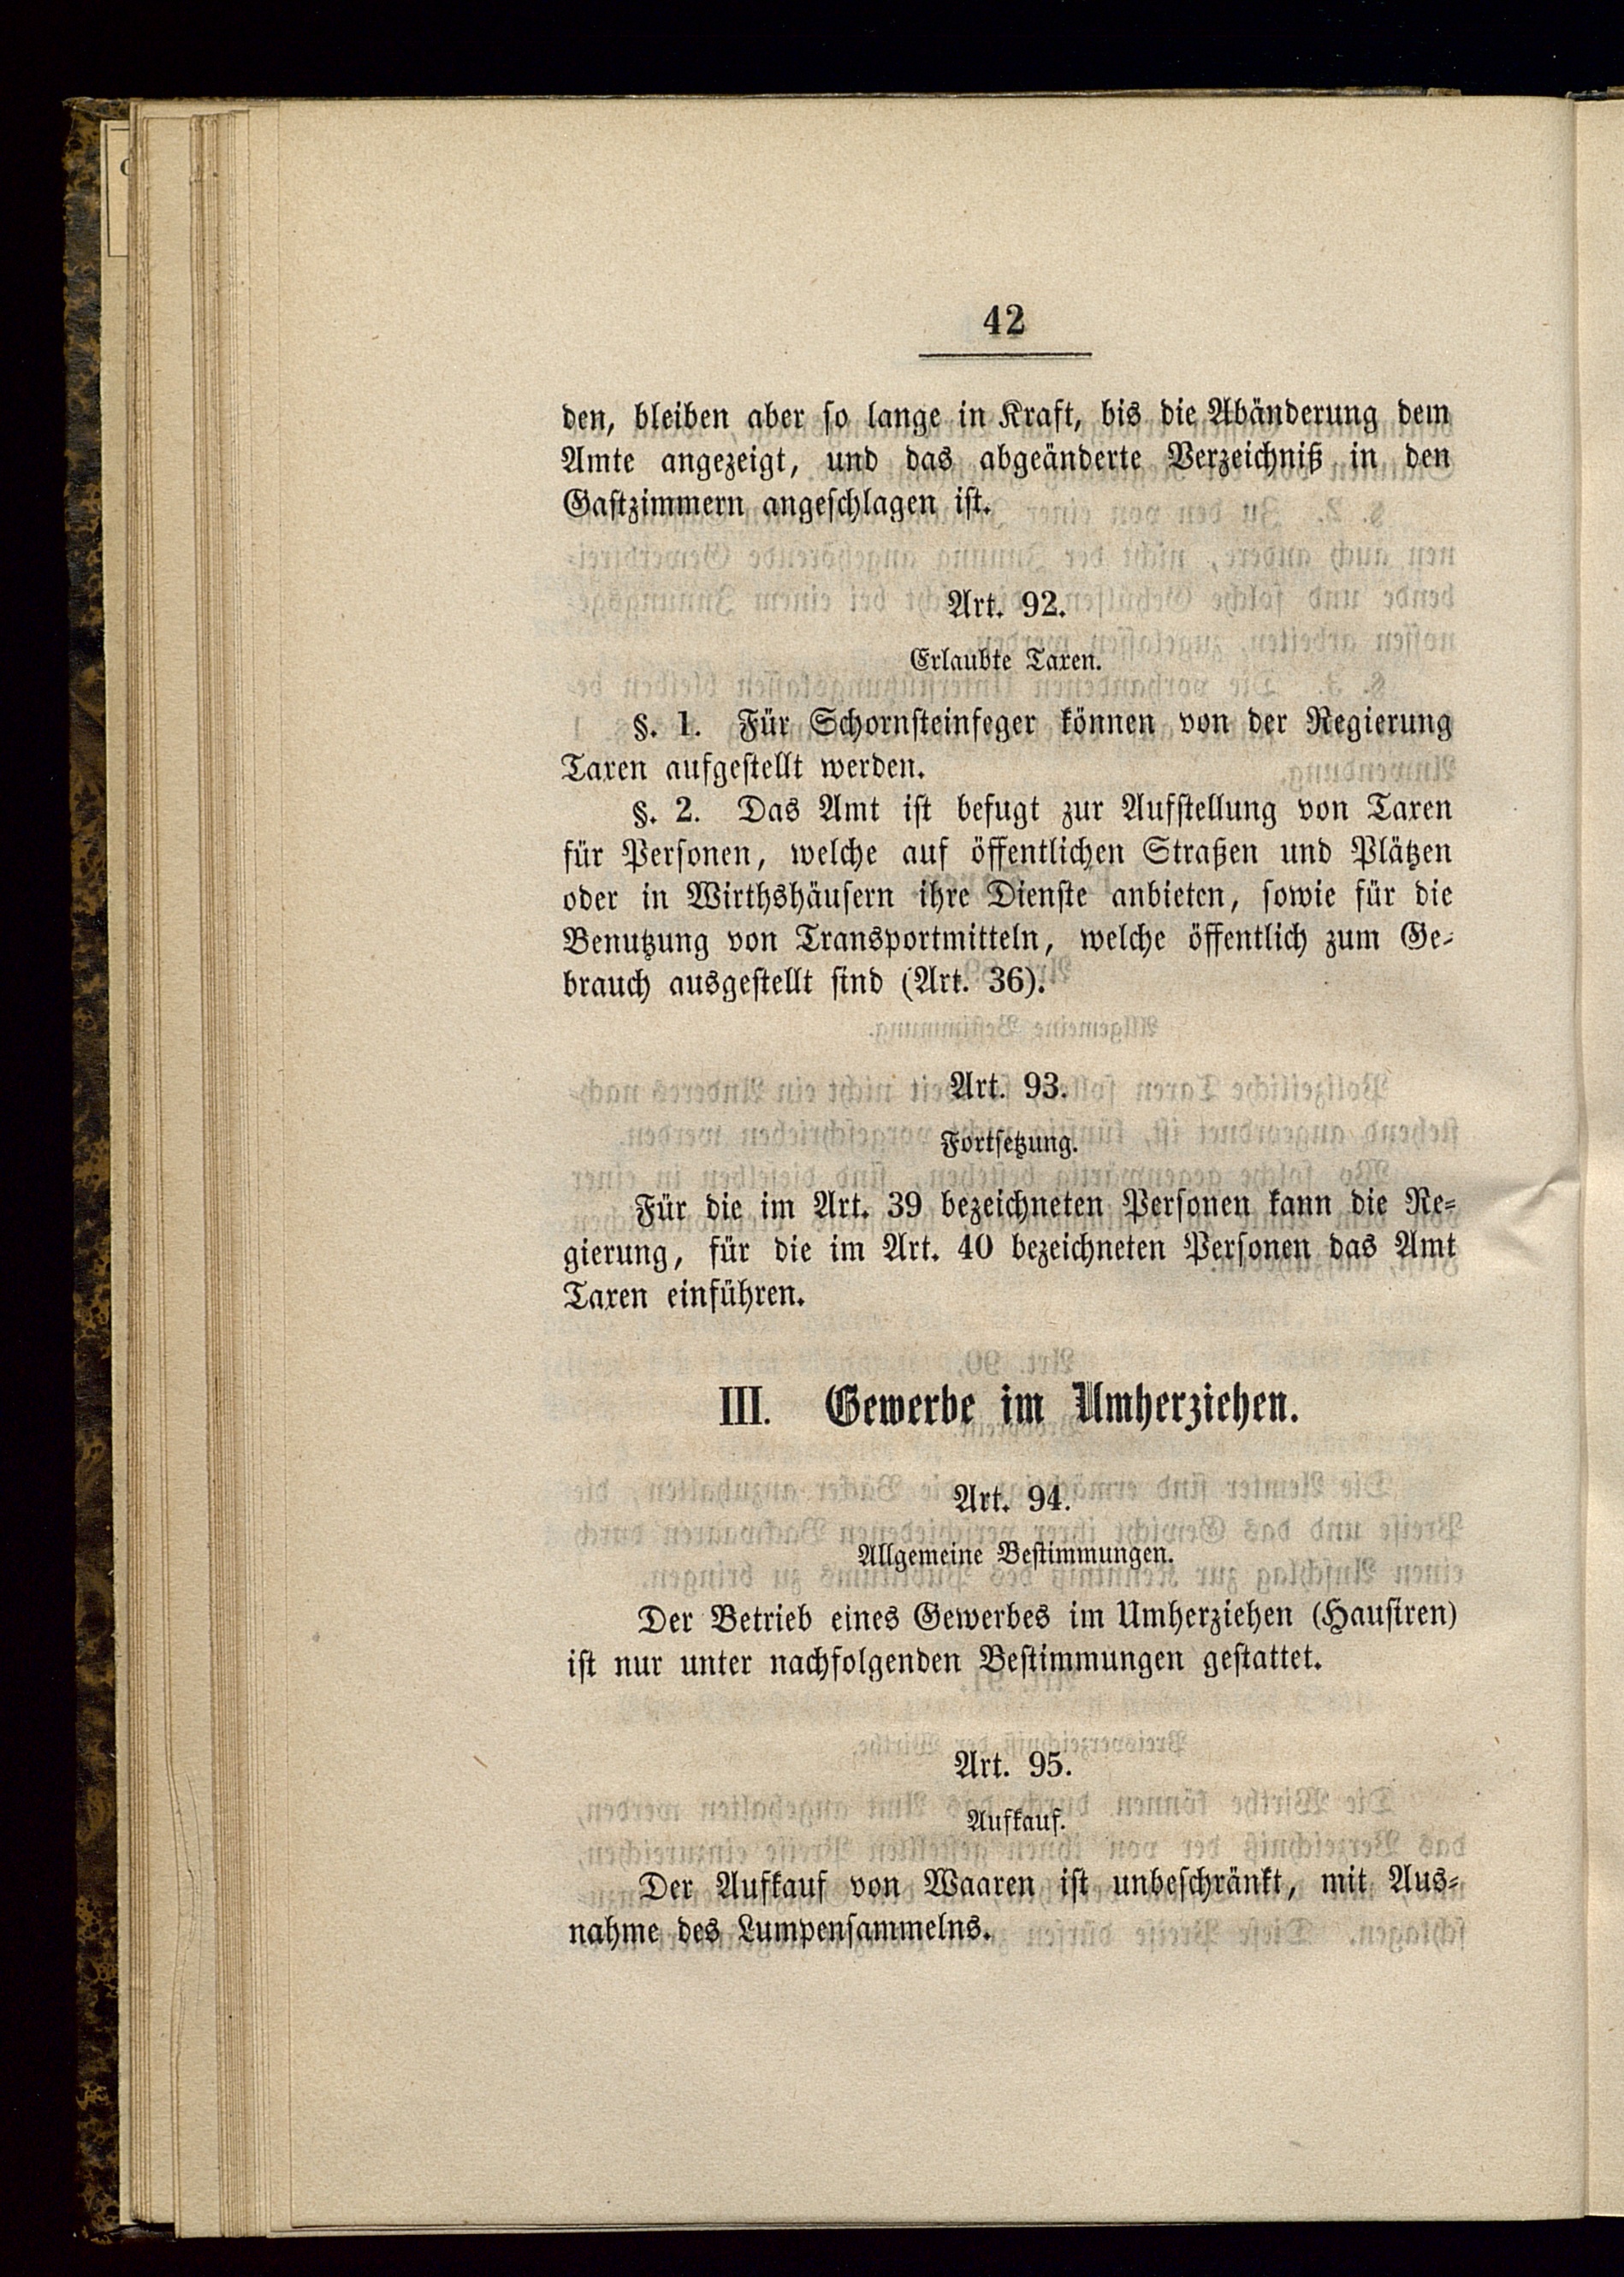 42
den, bleiben aber so lange in Kraft, bis die Abänderung dem
Amte angezeigt, und das abgeänderte Verzeichniß in den
Gastzimmern angeschlagen ist.
Art. 92.
Erlaubte Taxen.
§. 1. Für Schornsteinfeger können von der Regierung
Taxen aufgestellt werden.
§. 2. Das Amt ist befugt zur Aufstellung von Taxen
für Personen, welche auf öffentlichen Straßen und Plätzen
oder in Wirthshäusern ihre Dienste anbieten, sowie für die
Benutzung von Transportmitteln, welche öffentlich zum Ge-
brauch ausgestellt sind (Art. 36).
Art. 93.
Fortsetzung.
Für die im Art. 39 bezeichneten Personen kann die Re-
gierung, für die im Art. 40 bezeichneten Personen das Amt
Taxen einführen.
III. Gewerbe im Umherziehen.
Art. 94.
Allgemeine Bestimmungen.
Der Betrieb eines Gewerbes im Umherziehen (Hausiren)
ist nur unter nachfolgenden Bestimmungen gestattet.
Art. 95.
Aufkauf.
Der Aufkauf von Waaren ist unbeschränkt, mit Aus-
nahme des Lumpensammelns.